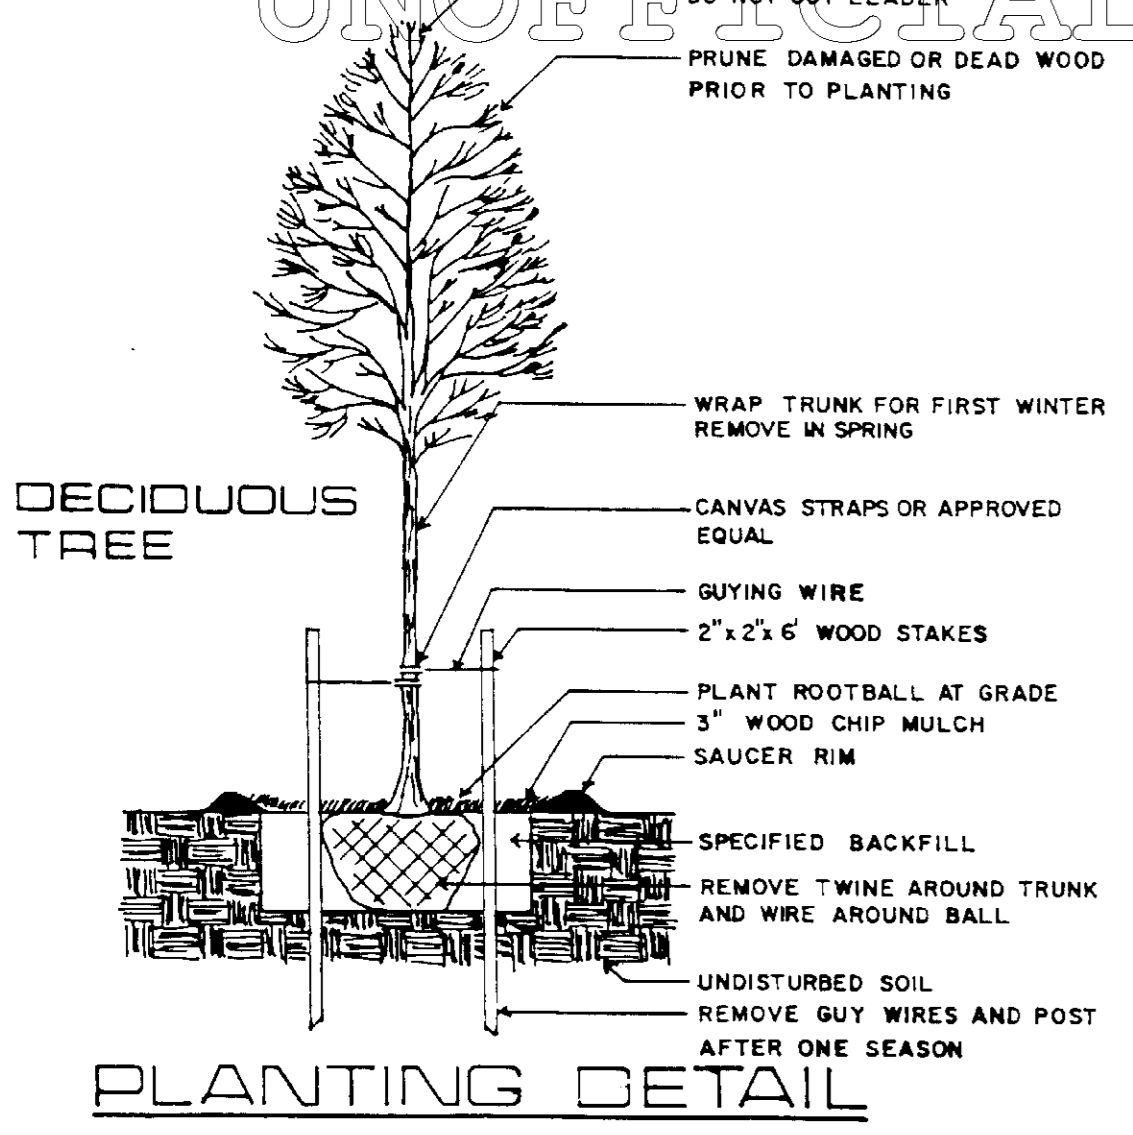 UNOFFICIAL
DO NOT CUT LEADER
PRUNE DAMAGED OR DEAD WOOD
PRIOR TO PLANTING
WRAP TRUNK FOR FIRST WINTER
REMOVE IN SPRING
DECIDUOUS
TREE
CANVAS STRAPS OR APPROVED
EQUAL
GUYING WIRE
2"x2"x6' WOOD STAKES
PLANT ROOTBALL AT GRADE
3" WOOD CHIP MULCH
SAUCER RIM
SPECIFIED BACKFILL
REMOVE TWINE AROUND TRUNK
AND WIRE AROUND BALL
UNDISTURBED SOIL
REMOVE GUY WIRES AND POST
AFTER ONE SEASON
PLANTING DETAIL